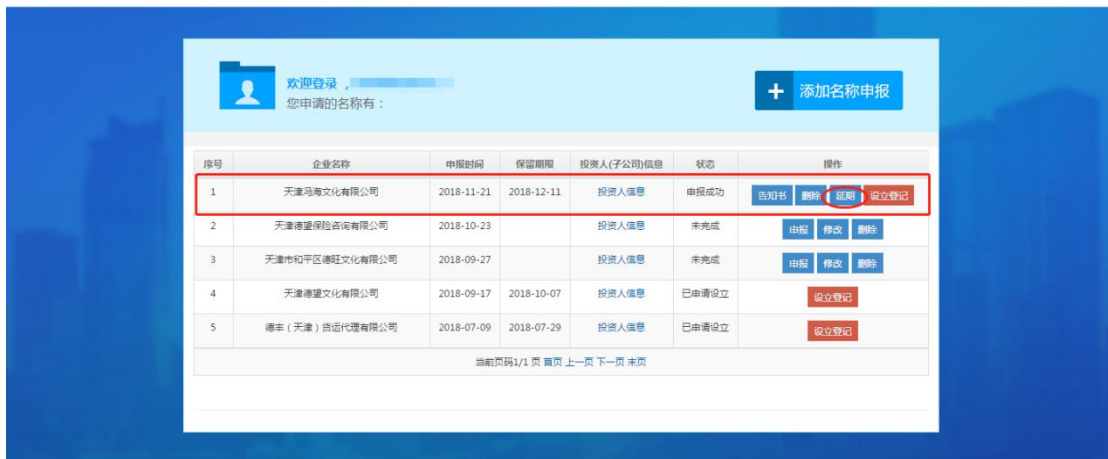 欢迎登录，
您申请的名称有：
+ 添加名称申报
序号 企业名称 申报时间 保留期限 投资人(子公司)信息 状态 操作
1 天津冯海文化有限公司 2018-11-21 2018-12-11 投资人信息 申报成功 告知书 删除 延期 设立登记
2 天津德望保险咨询有限公司 2018-10-23 投资人信息 未完成 申报 修改 删除
3 天津市和平区德旺文化有限公司 2018-09-27 投资人信息 未完成 申报 修改 删除
4 天津德望文化有限公司 2018-09-17 2018-10-07 投资人信息 已申请设立 设立登记
5 德丰（天津）货运代理有限公司 2018-07-09 2018-07-29 投资人信息 已申请设立 设立登记
当前页码1/1 页 首页 上一页 下一页 末页